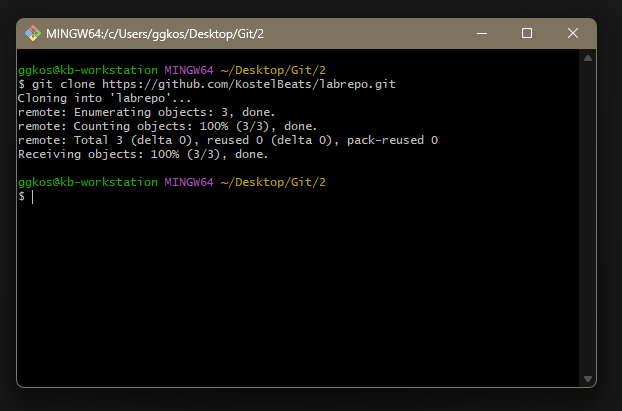 MINGW64:/c/Users/ggkos/Desktop/Git/2
ggkos@kb-workstation MINGW64 ~/Desktop/Git/2
$ git clone https://github.com/KostelBeats/labrepo.git
Cloning into 'labrepo'...
remote: Enumerating objects: 3, done.
remote: Counting objects: 100% (3/3), done.
remote: Total 3 (delta 0), reused 0 (delta 0), pack-reused 0
Receiving objects: 100% (3/3), done.
ggkos@kb-workstation MINGW64 ~/Desktop/Git/2
$